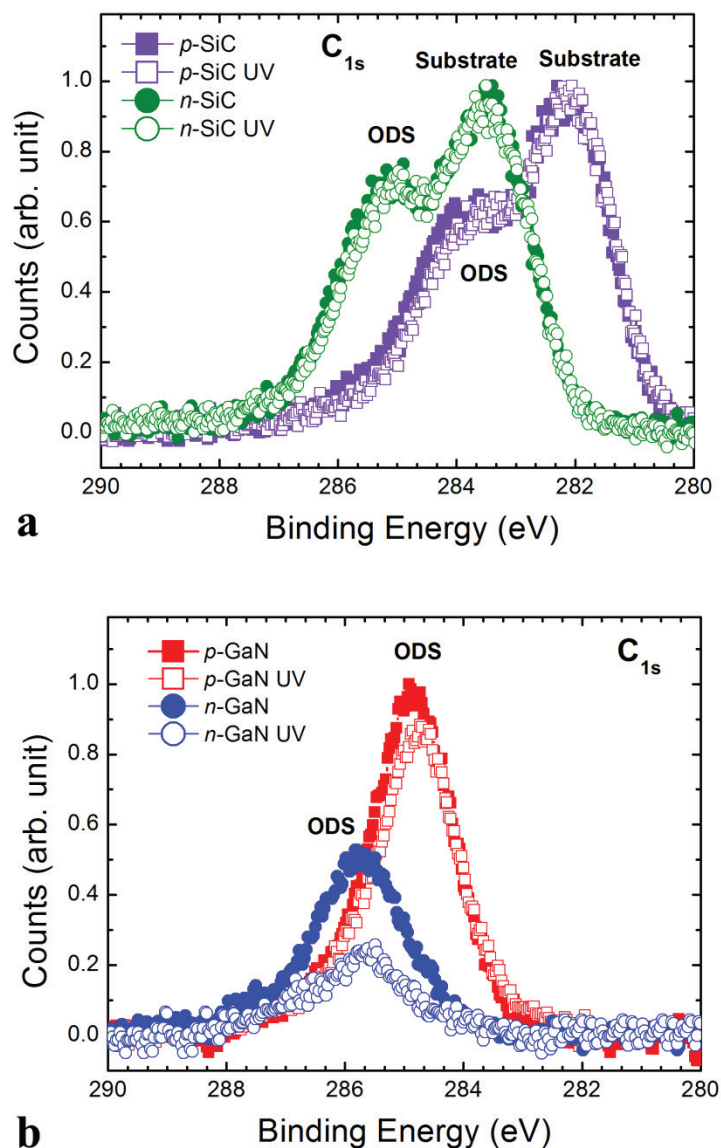 C1s
p-SiC
p-SiC UV
n-SiC
n-SiC UV
Substrate
Substrate
ODS
ODS
Counts (arb. unit)
1.0
0.8
0.6
0.4
0.2
0.0
290 288 286 284 282 280
Binding Energy (eV)
a
p-GaN
p-GaN UV
n-GaN
n-GaN UV
ODS
C1s
ODS
Counts (arb. unit)
1.0
0.8
0.6
0.4
0.2
0.0
290 288 286 284 282 280
Binding Energy (eV)
b